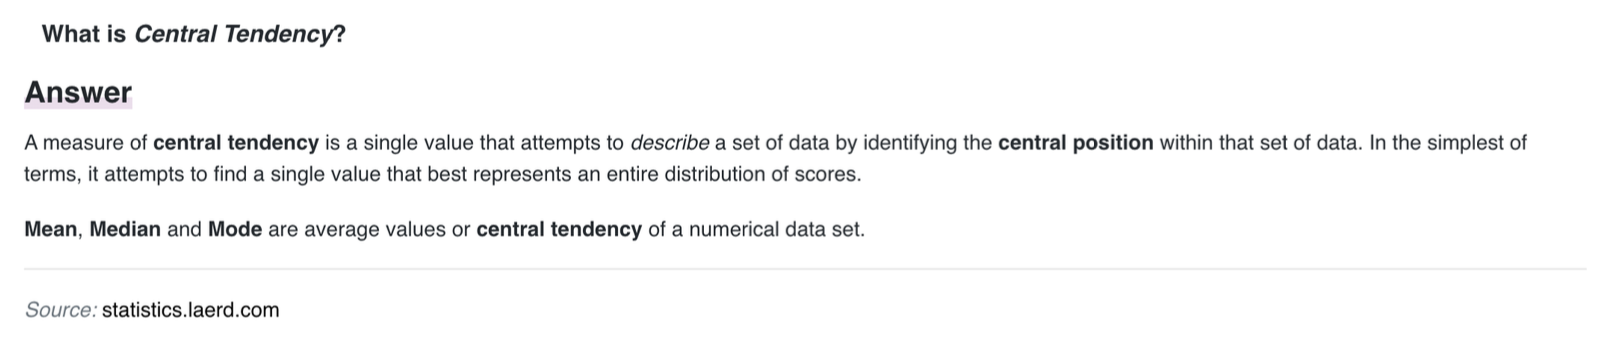 What is Central Tendency?
Answer
A measure of central tendency is a single value that attempts to describe a set of data by identifying the central position within that set of data. In the simplest of
terms, it attempts to find a single value that best represents an entire distribution of scores.
Mean, Median and Mode are average values or central tendency of a numerical data set.
Source: statistics.laerd.com